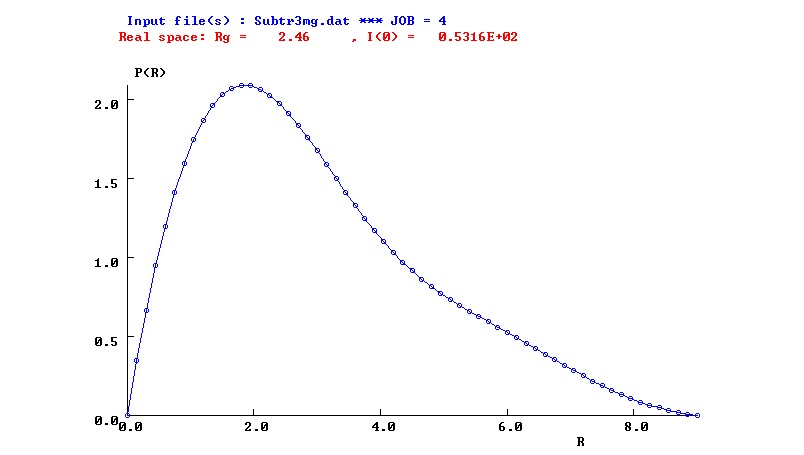 Input file(s) : Subtr3mg.dat *** JOB = 4
Real space: Rg = 2.46 , I(0) = 0.5316E+02
P(R)
2.0
1.5
1.0
0.5
0.0
0.0 2.0 4.0 6.0 8.0
R